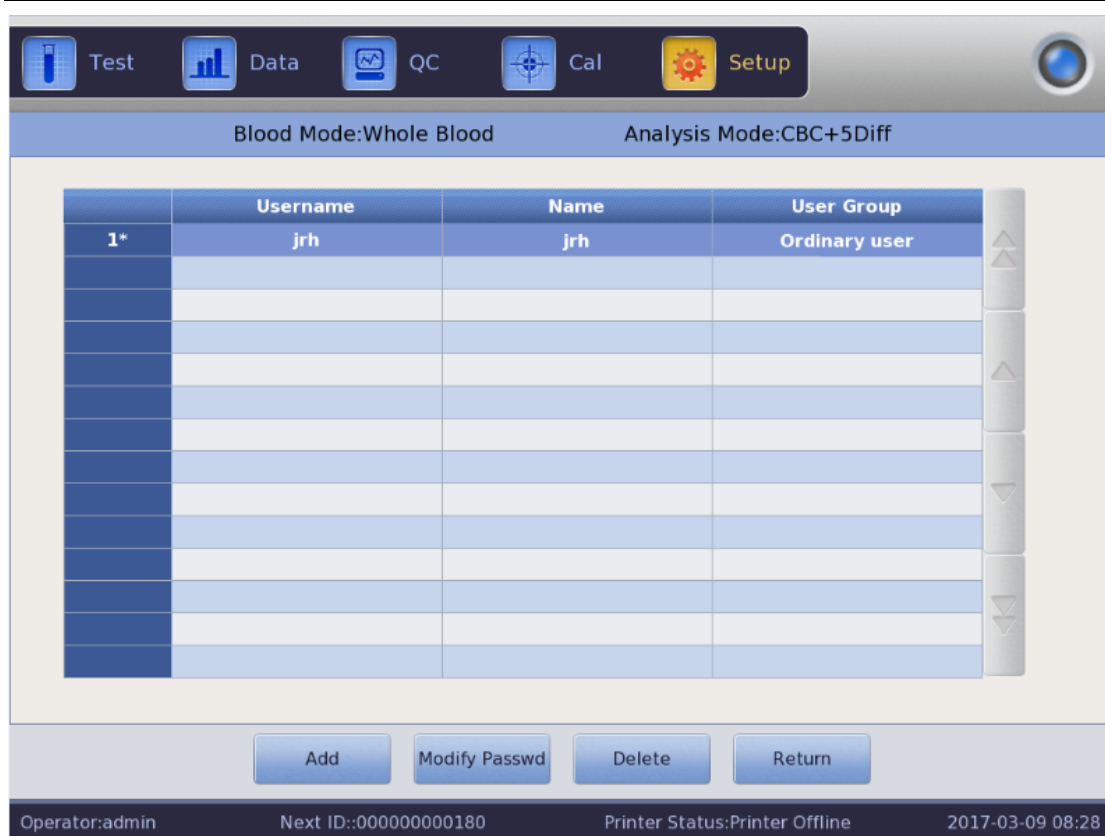 Test Data QC Cal Setup
Blood Mode:Whole Blood Analysis Mode:CBC+5Diff
Username Name User Group
1* jrh jrh Ordinary user
Add Modify Passwd Delete Return
Operator:admin Next ID::000000000180 Printer Status:Printer Offline 2017-03-09 08:28